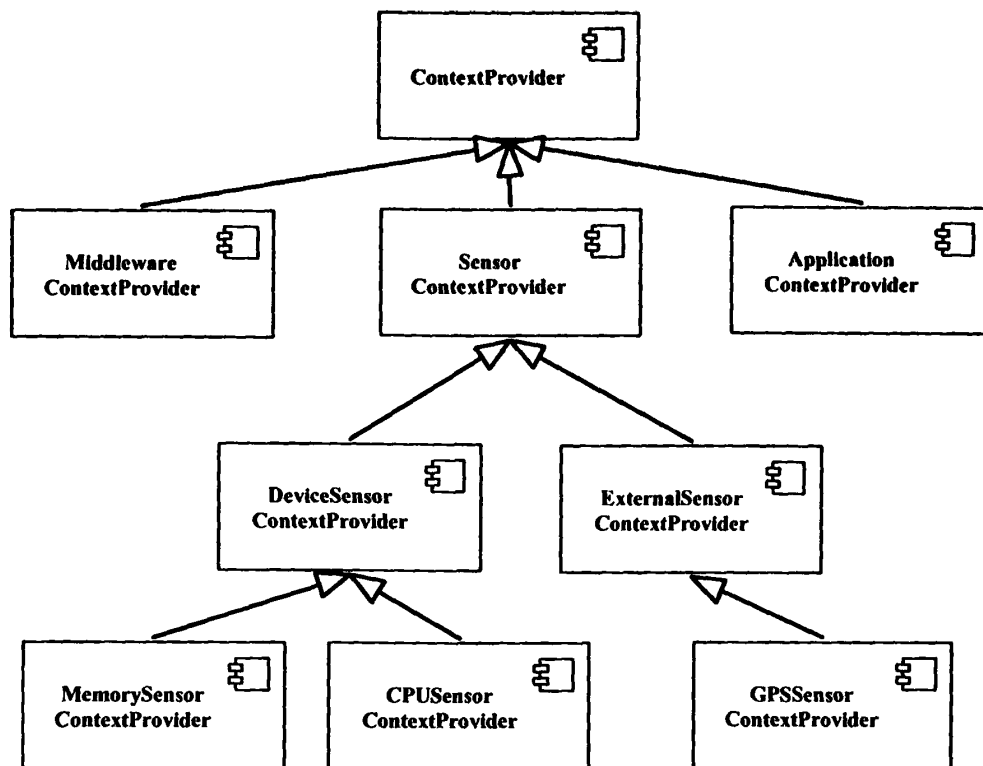 ContextProvider
Middleware
ContextProvider
Sensor
ContextProvider
Application
ContextProvider
DeviceSensor
ContextProvider
ExternalSensor
ContextProvider
MemorySensor
ContextProvider
CPUSensor
ContextProvider
GPSSensor
ContextProvider